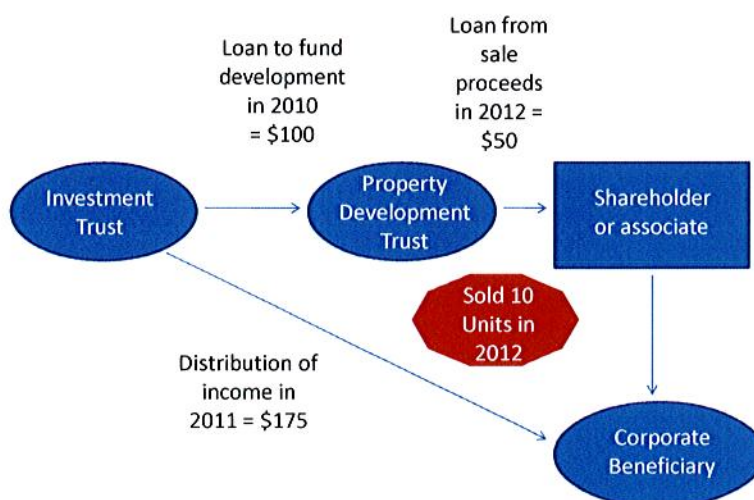 Loan to fund
development
in 2010
= $100
Loan from
sale
proceeds
in 2012 =
$50
Investment
Trust
Property
Development
Trust
Shareholder
or associate
Sold 10
Units in
2012
Distribution of
income in
2011 = $175
Corporate
Beneficiary